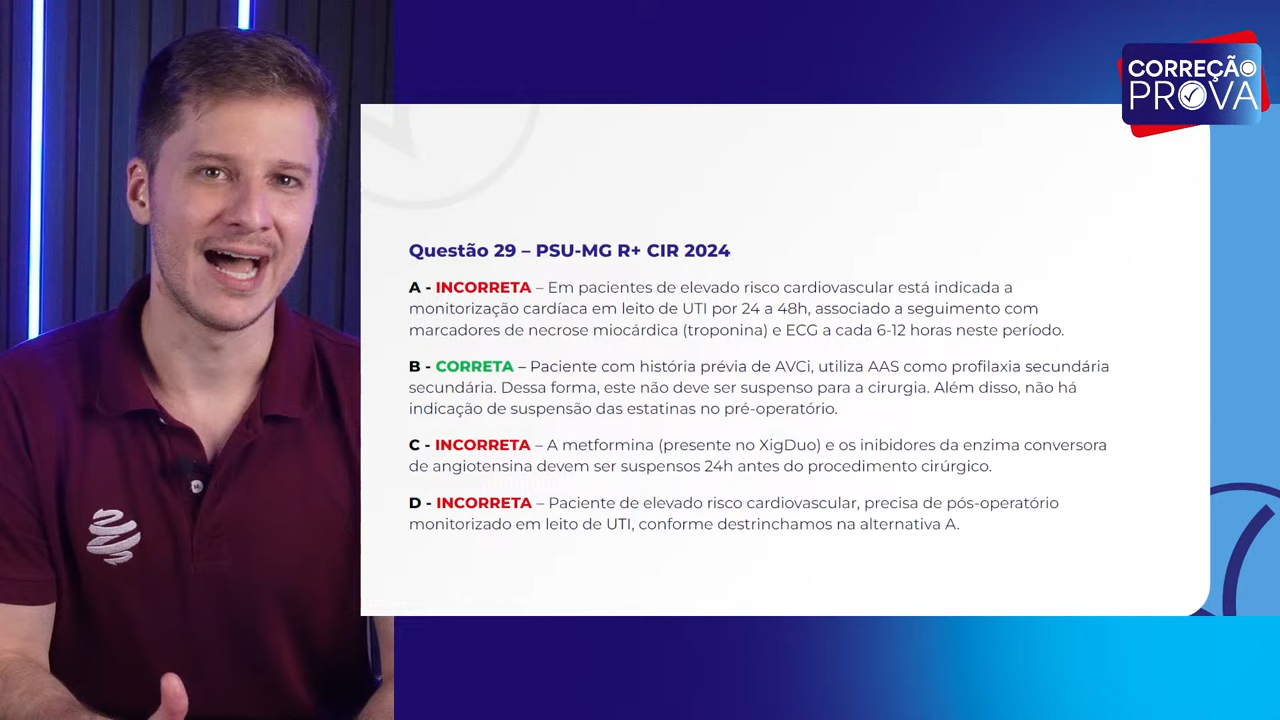 CORREÇÃO
PROVA
Questão 29 – PSU-MG R+ CIR 2024
A - INCORRETA – Em pacientes de elevado risco cardiovascular está indicada a
monitorização cardíaca em leito de UTI por 24 a 48h, associado a seguimento com
marcadores de necrose miocárdica (troponina) e ECG a cada 6-12 horas neste período.
B - CORRETA – Paciente com história prévia de AVCi, utiliza AAS como profilaxia secundária
secundária. Dessa forma, este não deve ser suspenso para a cirurgia. Além disso, não há
indicação de suspensão das estatinas no pré-operatório.
C - INCORRETA – A metformina (presente no XigDuo) e os inibidores da enzima conversora
de angiotensina devem ser suspensos 24h antes do procedimento cirúrgico.
D - INCORRETA – Paciente de elevado risco cardiovascular, precisa de pós-operatório
monitorizado em leito de UTI, conforme destrinchamos na alternativa A.